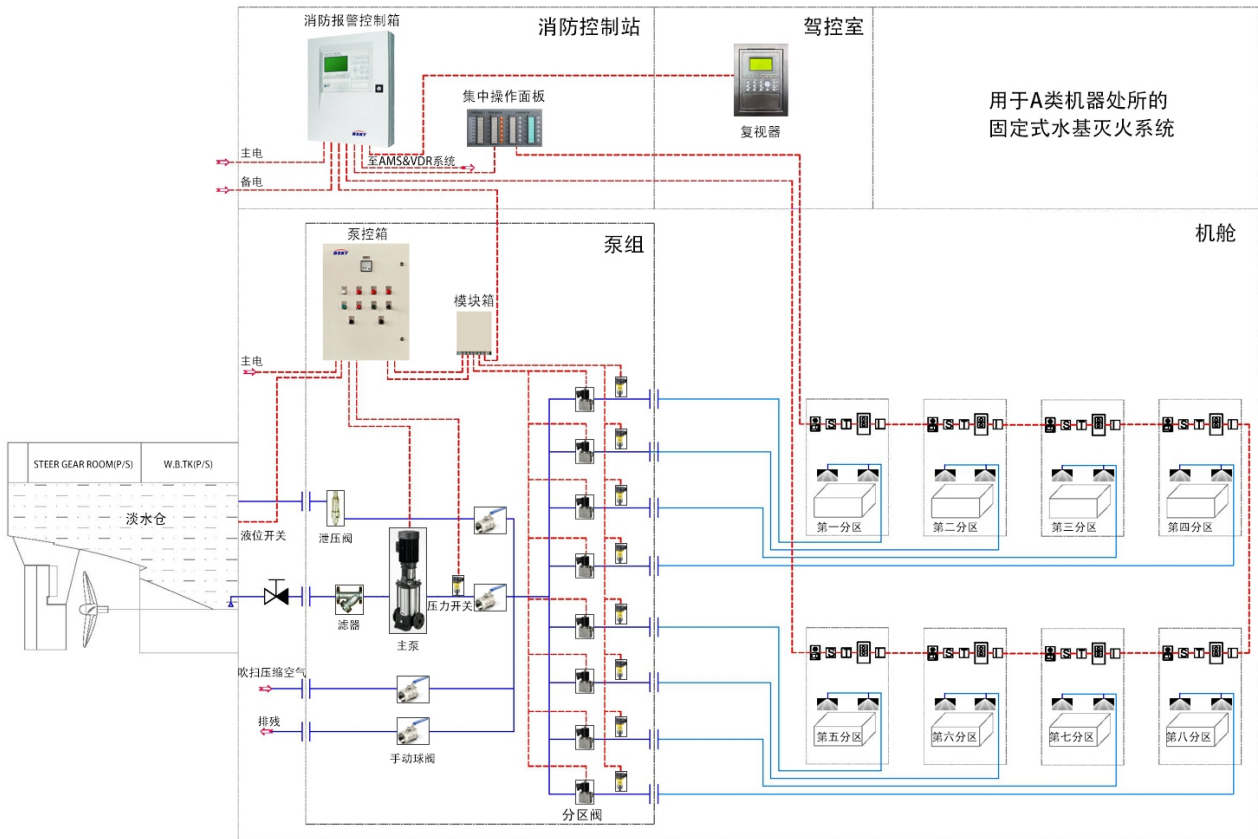 消防报警控制箱
消防控制站
驾控室
集中操作面板
用于A类机器处所的
固定式水基灭火系统
BSKY
复视器
主电
至AMS&VDR系统
备电
泵控箱
泵组
机舱
BSKY
模块箱
主电
STEER GEAR ROOM(P/S)
W.B.TK(P/S)
淡水仓
液位开关
泄压阀
S T I
S T I
S T I
S T I
第一分区
第二分区
第三分区
第四分区
压力开关
滤器
主泵
S T I
S T I
S T I
S T I
吹扫压缩空气
排残
手动球阀
第五分区
第六分区
第七分区
第八分区
分区阀